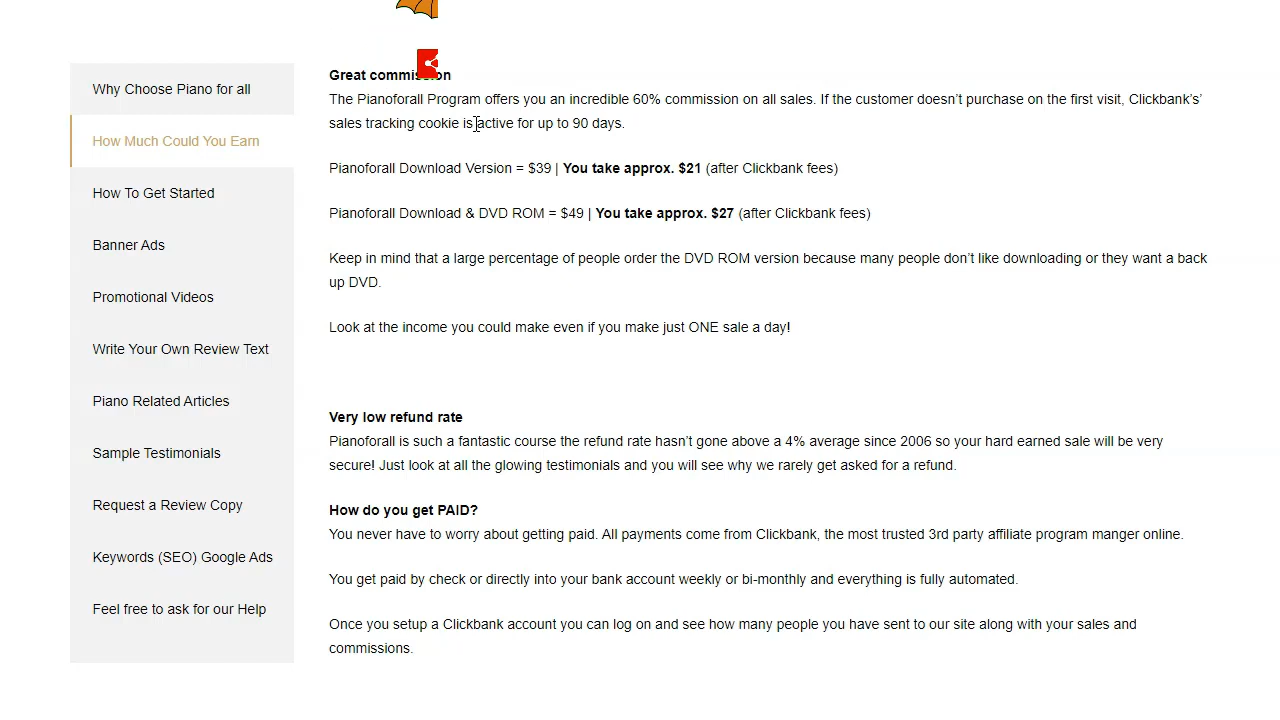 Why Choose Piano for all
How Much Could You Earn
How To Get Started
Banner Ads
Promotional Videos
Write Your Own Review Text
Piano Related Articles
Sample Testimonials
Request a Review Copy
Keywords (SEO) Google Ads
Feel free to ask for our Help
Great commission
The Pianoforall Program offers you an incredible 60% commission on all sales. If the customer doesn’t purchase on the first visit, Clickbank’s’
sales tracking cookie is active for up to 90 days.
Pianoforall Download Version = $39 | You take approx. $21 (after Clickbank fees)
Pianoforall Download & DVD ROM = $49 | You take approx. $27 (after Clickbank fees)
Keep in mind that a large percentage of people order the DVD ROM version because many people don’t like downloading or they want a back
up DVD.
Look at the income you could make even if you make just ONE sale a day!
Very low refund rate
Pianoforall is such a fantastic course the refund rate hasn’t gone above a 4% average since 2006 so your hard earned sale will be very
secure! Just look at all the glowing testimonials and you will see why we rarely get asked for a refund.
How do you get PAID?
You never have to worry about getting paid. All payments come from Clickbank, the most trusted 3rd party affiliate program manger online.
You get paid by check or directly into your bank account weekly or bi-monthly and everything is fully automated.
Once you setup a Clickbank account you can log on and see how many people you have sent to our site along with your sales and
commissions.